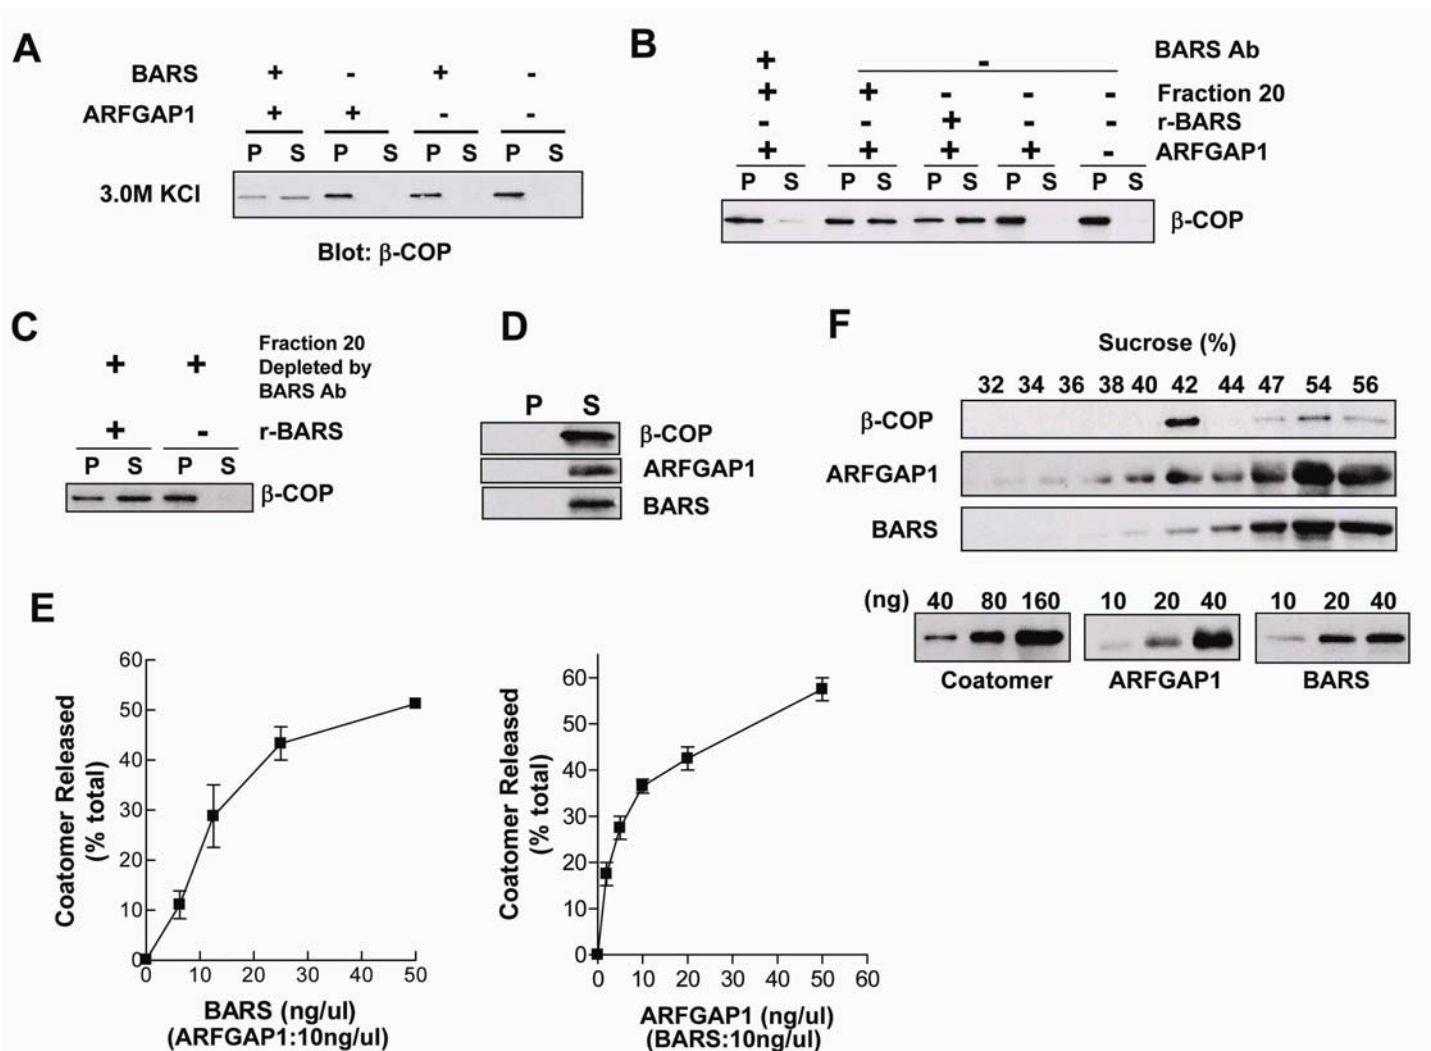 A
BARS + - + -
ARFGAP1 + + - -
P S P S P S P S
3.0M KCl
Blot: β-COP
B
+ - BARS Ab
+ + - - - Fraction 20
- - + - - r-BARS
+ + + + - ARFGAP1
P S P S P S P S P S
β-COP
C
+ + Fraction 20
Depleted by
BARS Ab
+ - r-BARS
P S P S
β-COP
D
P S
β-COP
ARFGAP1
BARS
F
Sucrose (%)
32 34 36 38 40 42 44 47 54 56
β-COP
ARFGAP1
BARS
(ng) 40 80 160 10 20 40 10 20 40
Coatomer ARFGAP1 BARS
E
Coatomer Released
(% total)
60
50
40
30
20
10
0
0 10 20 30 40 50
BARS (ng/ul)
(ARFGAP1:10ng/ul)
Coatomer Released
(% total)
60
50
40
30
20
10
0
0 10 20 30 40 50 60
ARFGAP1 (ng/ul)
(BARS:10ng/ul)